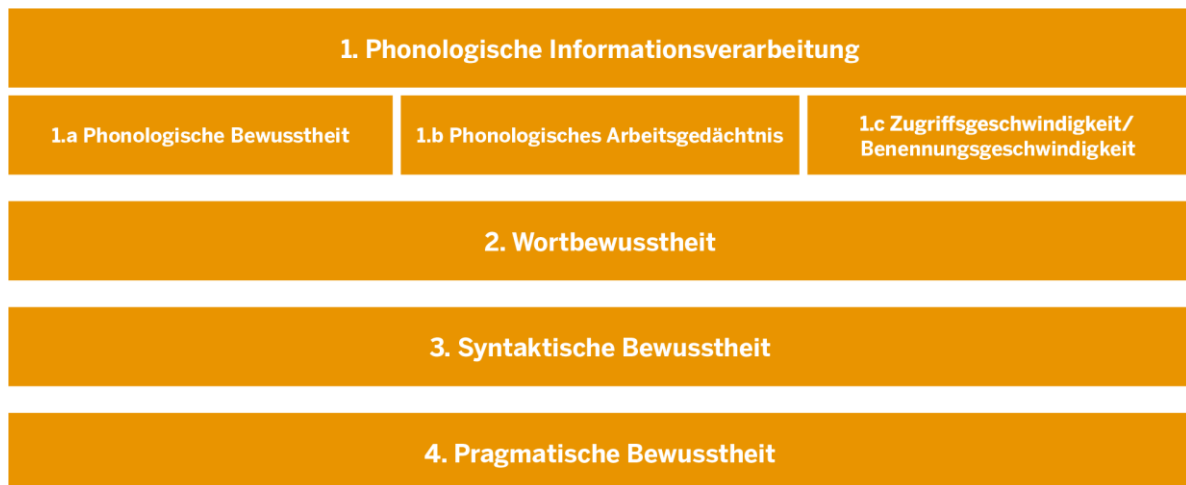 1. Phonologische Informationsverarbeitung
1.a Phonologische Bewusstheit
1.b Phonologisches Arbeitsgedächtnis
1.c Zugriffsgeschwindigkeit/
Benennungsgeschwindigkeit
2. Wortbewusstheit
3. Syntaktische Bewusstheit
4. Pragmatische Bewusstheit